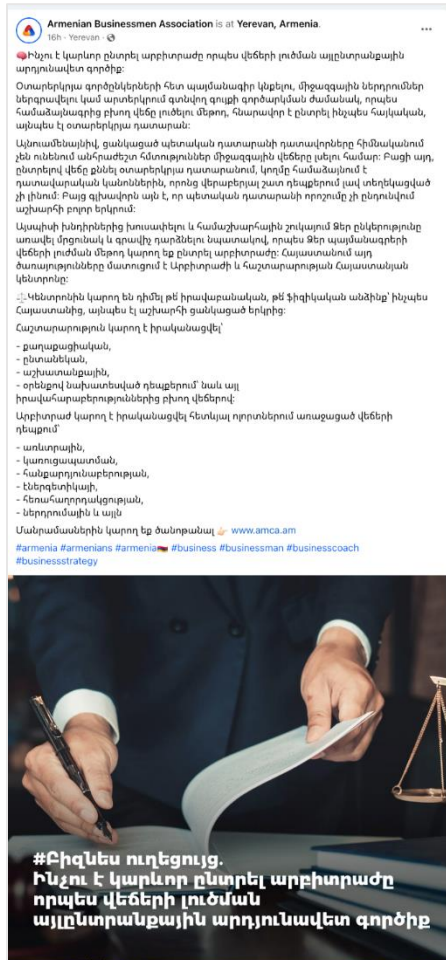 Armenian Businessmen Association is at Yerevan, Armenia.
16h · Yerevan ·
🧠Ինչու է կարևոր ընտրել արբիտրաժը որպես վեճերի լուծման այլընտրանքային
արդյունավետ գործիք:
Օտարերկրյա գործընկերների հետ պայմանագիր կնքելու, միջազգային ներդրումներ
ներգրավելու կամ արտերկրում գտնվող գույքի գործարկման ժամանակ, որպես
համաձայնագրից բխող վեճը լուծելու մեթոդ, հնարավոր է ընտրել ինչպես հայկական,
այնպես էլ օտարերկրյա դատարան:
Այնուամենայնիվ, ցանկացած պետական դատարանի դատավորները հիմնականում
չեն ունենում անհրաժեշտ հմտություններ միջազգային վեճերը լսելու համար: Բացի այդ,
ընտրելով վեճը քննել օտարերկրյա դատարանում, կողմը համաձայնում է
դատավարական կանոններին, որոնց վերաբերյալ շատ դեպքերում լավ տեղեկացված
չի լինում: Բայց գլխավորն այն է, որ պետական դատարանի որոշումը չի ընդունվում
աշխարհի բոլոր երկրում:
Այսպիսի խնդիրներից խուսափելու և համաշխարհային շուկայում Ձեր ընկերությունը
առավել մրցունակ և գրավիչ դարձնելու նպատակով, որպես Ձեր պայմանագրերի
վեճերի լուժման մեթոդ կարող եք ընտրել արբիտրաժը: Հայաստանում այդ
ծառայությունները մատուցում է Արբիտրաժի և հաշտարարության Հայաստանյան
կենտրոնը:
⚖️Կենտրոնին կարող են դիմել թե՛ իրավաբանական, թե՛ ֆիզիկական անձինք՝ ինչպես
Հայաստանից, այնպես էլ աշխարհի ցանկացած երկրից:
Հաշտարարություն կարող է իրականացվել՝
- քաղաքացիական,
- ընտանեկան,
- աշխատանքային,
- օրենքով նախատեսված դեպքերում՝ նաև այլ
իրավահարաբերություններից բխող վեճերով:
Արբիտրաժ կարող է իրականացվել հետևյալ ոլորտներում առաջացած վեճերի
դեպքում՝
- առևտրային,
- կառուցապատման,
- հանքարդյունաբերության,
- էներգետիկայի,
- հեռահաղորդակցության,
- ներդրումային և այլն
Մանրամասներին կարող եք ծանոթանալ 👉🏻 www.amca.am
#armenia #armenians #armenia🇦🇲 #business #businessman #businesscoach
#businessstrategy
#Բիզնես ուղեցույց.
Ինչու է կարևոր ընտրել արբիտրաժը
որպես վեճերի լուծման
այլընտրանքային արդյունավետ գործիք